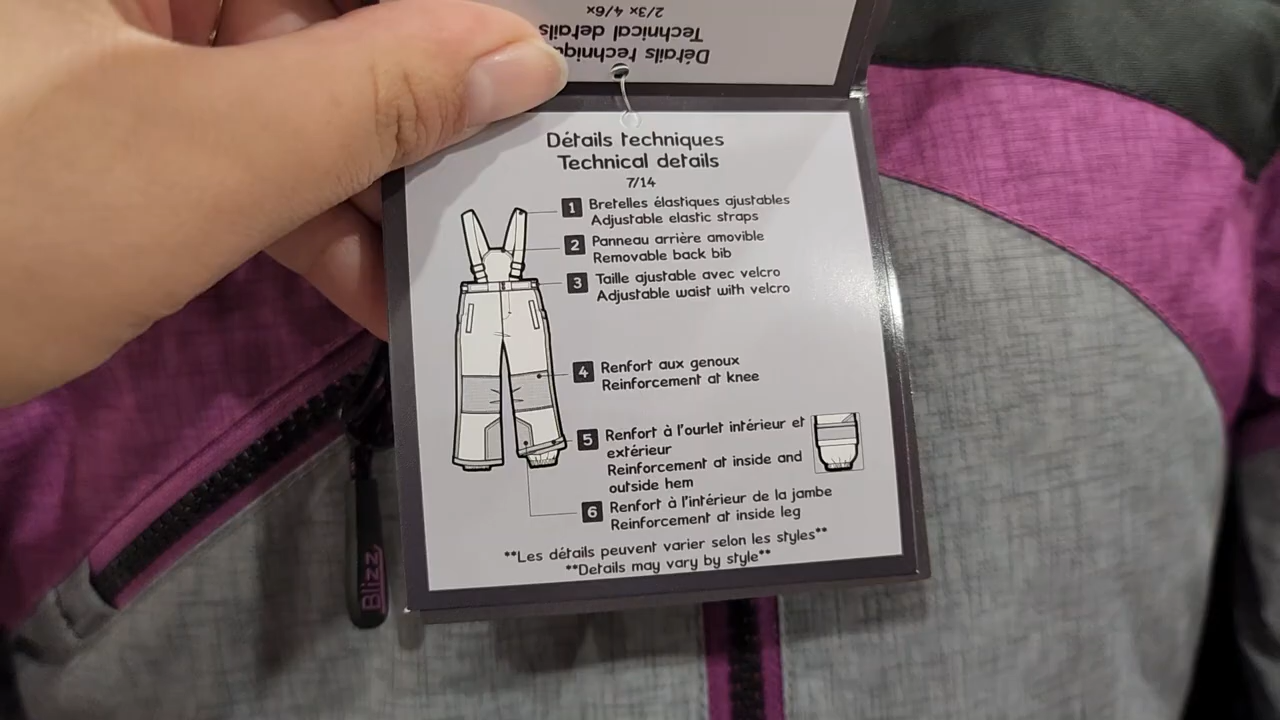 2/3x 4/6x
Technical details
Détails techniques
Détails techniques
Technical details
7/14
1 Bretelles élastiques ajustables
Adjustable elastic straps
2 Panneau arrière amovible
Removable back bib
3 Taille ajustable avec velcro
Adjustable waist with velcro
4 Renfort aux genoux
Reinforcement at knee
5 Renfort à l'ourlet intérieur et
extérieur
Reinforcement at inside and
outside hem
6 Renfort à l'intérieur de la jambe
Reinforcement at inside leg
**Les détails peuvent varier selon les styles**
**Details may vary by style**
Blizz